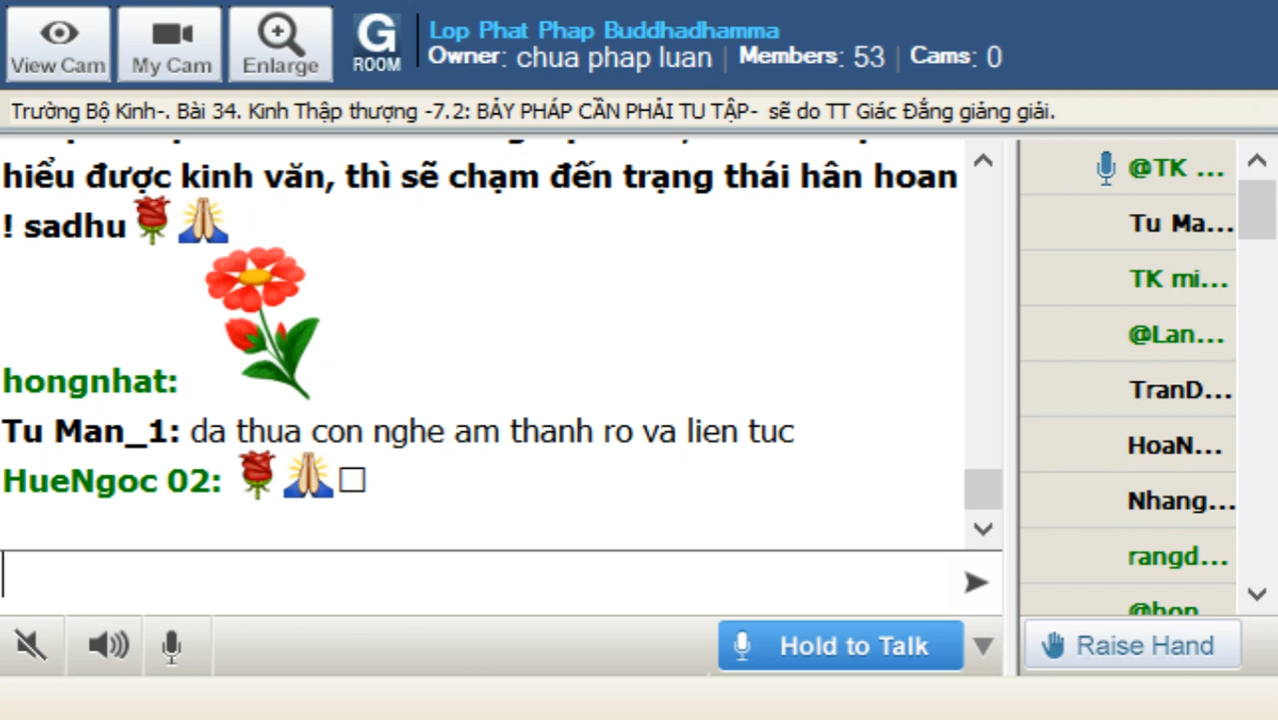 View Cam
My Cam
Enlarge
G
ROOM
Lop Phat Phap Buddhadhamma
Owner: chua phap luan | Members: 53 | Cams: 0
Trường Bộ Kinh-. Bài 34. Kinh Thập thượng -7.2: BẢY PHÁP CẦN PHẢI TU TẬP- sẽ do TT Giác Đẳng giảng giải.
hiểu được kinh văn, thì sẽ chạm đến trạng thái hân hoan
! sadhu
hongnhat:
Tu Man_1: da thua con nghe am thanh ro va lien tuc
HueNgoc 02:
Hold to Talk
@TK ...
Tu Ma...
TK mi...
@Lan...
TranD...
HoaN...
Nhang...
rangd...
@hon
Raise Hand